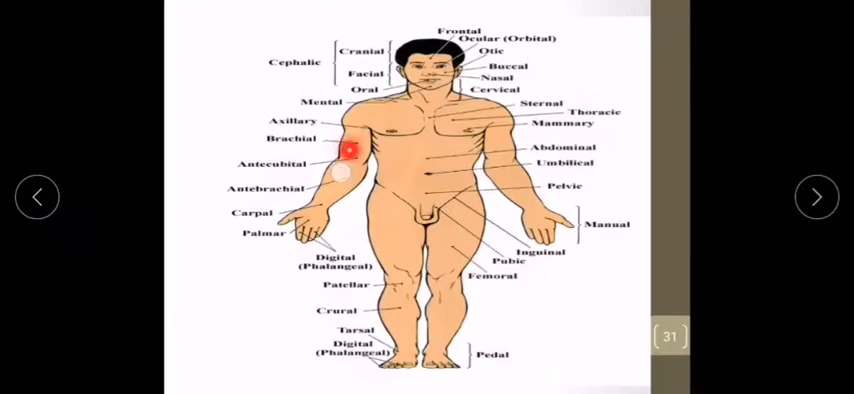 Frontal
Ocular (Orbital)
Otic
Cranial
Cephalic
Buccal
Facial
Nasal
Oral
Cervical
Mental
Sternal
Thoracic
Axillary
Mammary
Brachial
Abdominal
Antecubital
Umbilical
Antebrachial
Pelvic
Carpal
Manual
Palmar
Inguinal
Digital
(Phalangeal)
Pubic
Femoral
Patellar
Crural
Tarsal
Digital
(Phalangeal)
Pedal
31